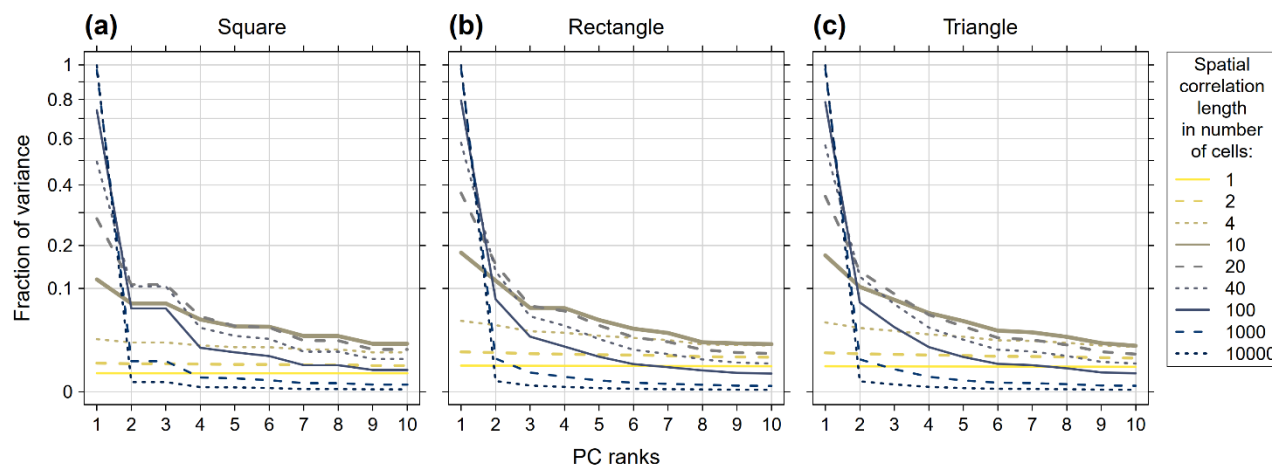 (a) Square
(b) Rectangle
(c) Triangle
Fraction of variance
1
0.8
0.6
0.4
0.2
0.1
0
1 2 3 4 5 6 7 8 9 10
1 2 3 4 5 6 7 8 9 10
1 2 3 4 5 6 7 8 9 10
PC ranks
Spatial
correlation
length
in number
of cells:
1
2
4
10
20
40
100
1000
10000